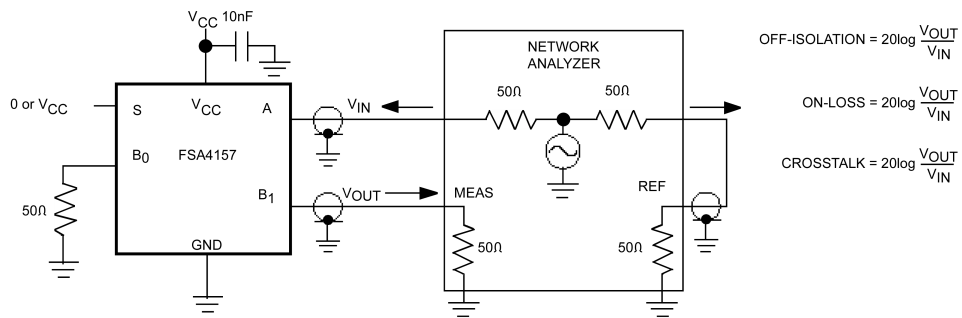 VCC 10nF
0 or VCC
S
VCC
A
B0
FSA4157
B1
GND
50Ω
VIN
VOUT
NETWORK
ANALYZER
50Ω
50Ω
MEAS
REF
50Ω
50Ω
OFF-ISOLATION = 20log VOUT/VIN
ON-LOSS = 20log VOUT/VIN
CROSSTALK = 20log VOUT/VIN